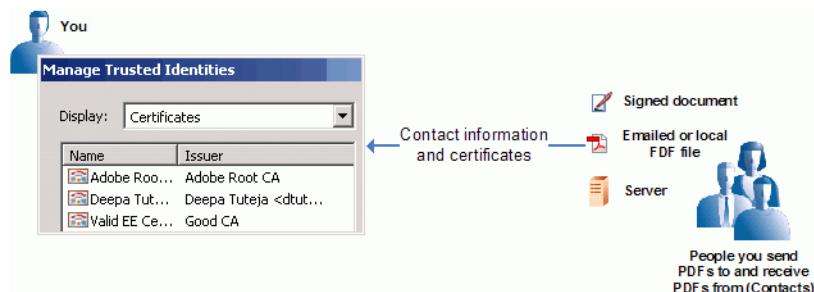 You
Manage Trusted Identities
Display: Certificates
Name Issuer
Adobe Roo... Adobe Root CA
Deepa Tut... Deepa Tuteja <dtut...
Valid EE Ce... Good CA
Contact information
and certificates
Signed document
Emailed or local
FDF file
Server
People you send
PDFs to and receive
PDFs from (Contacts)